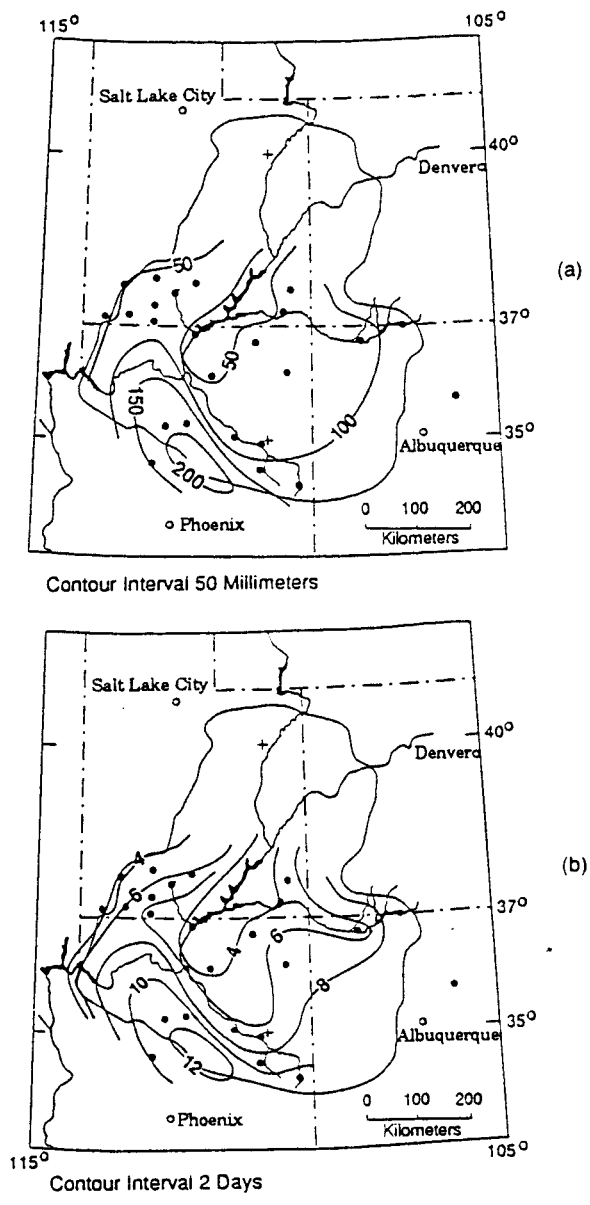 115°
105°
Salt Lake City
40°
Denver
50
(a)
37°
50
150
100
35°
Albuquerque
200
0 100 200
Phoenix
Kilometers
Contour Interval 50 Millimeters
Salt Lake City
40°
Denver
4
(b)
6
37°
4
6
8
10
35°
Albuquerque
12
0 100 200
Phoenix
Kilometers
115°
105°
Contour Interval 2 Days